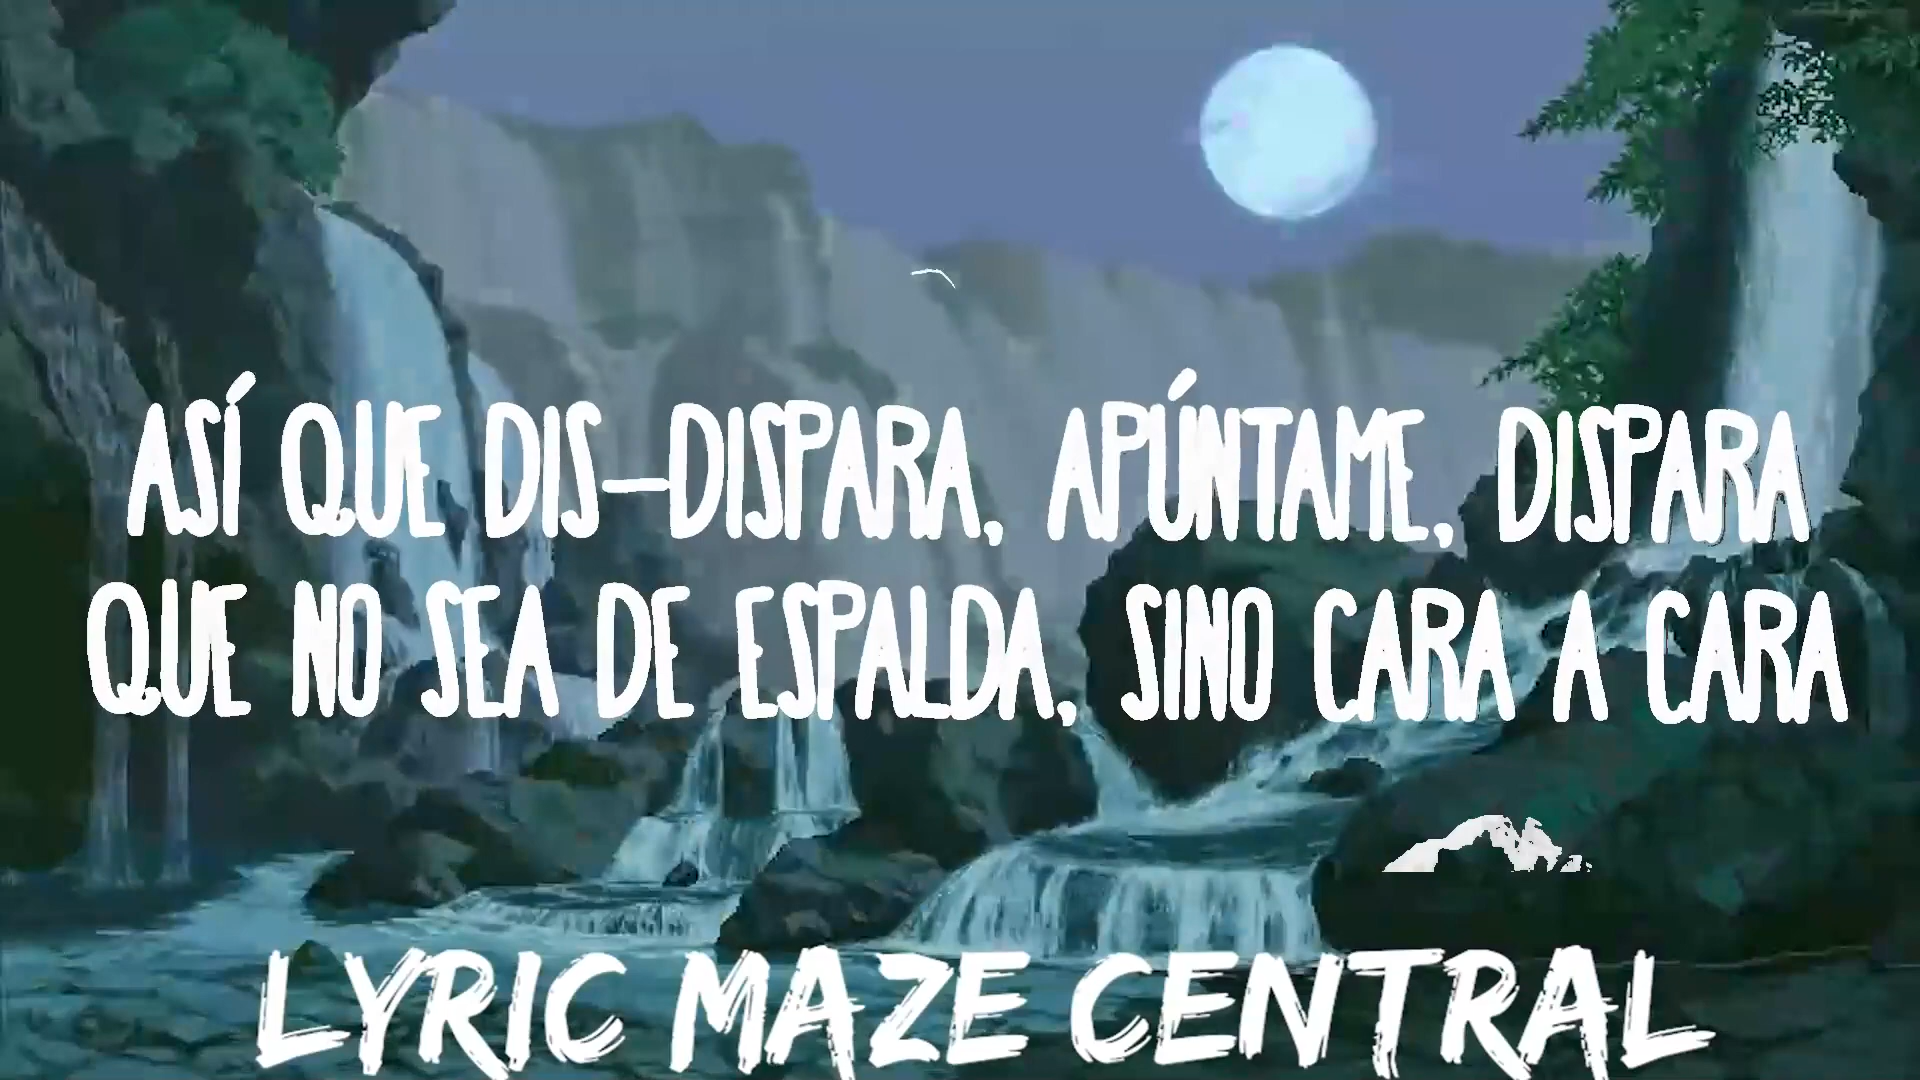 ASÍ QUE DIS-DISPARA, APÚNTAME, DISPARA
QUE NO SEA DE ESPALDA, SINO CARA A CARA
LYRIC MAZE CENTRAL